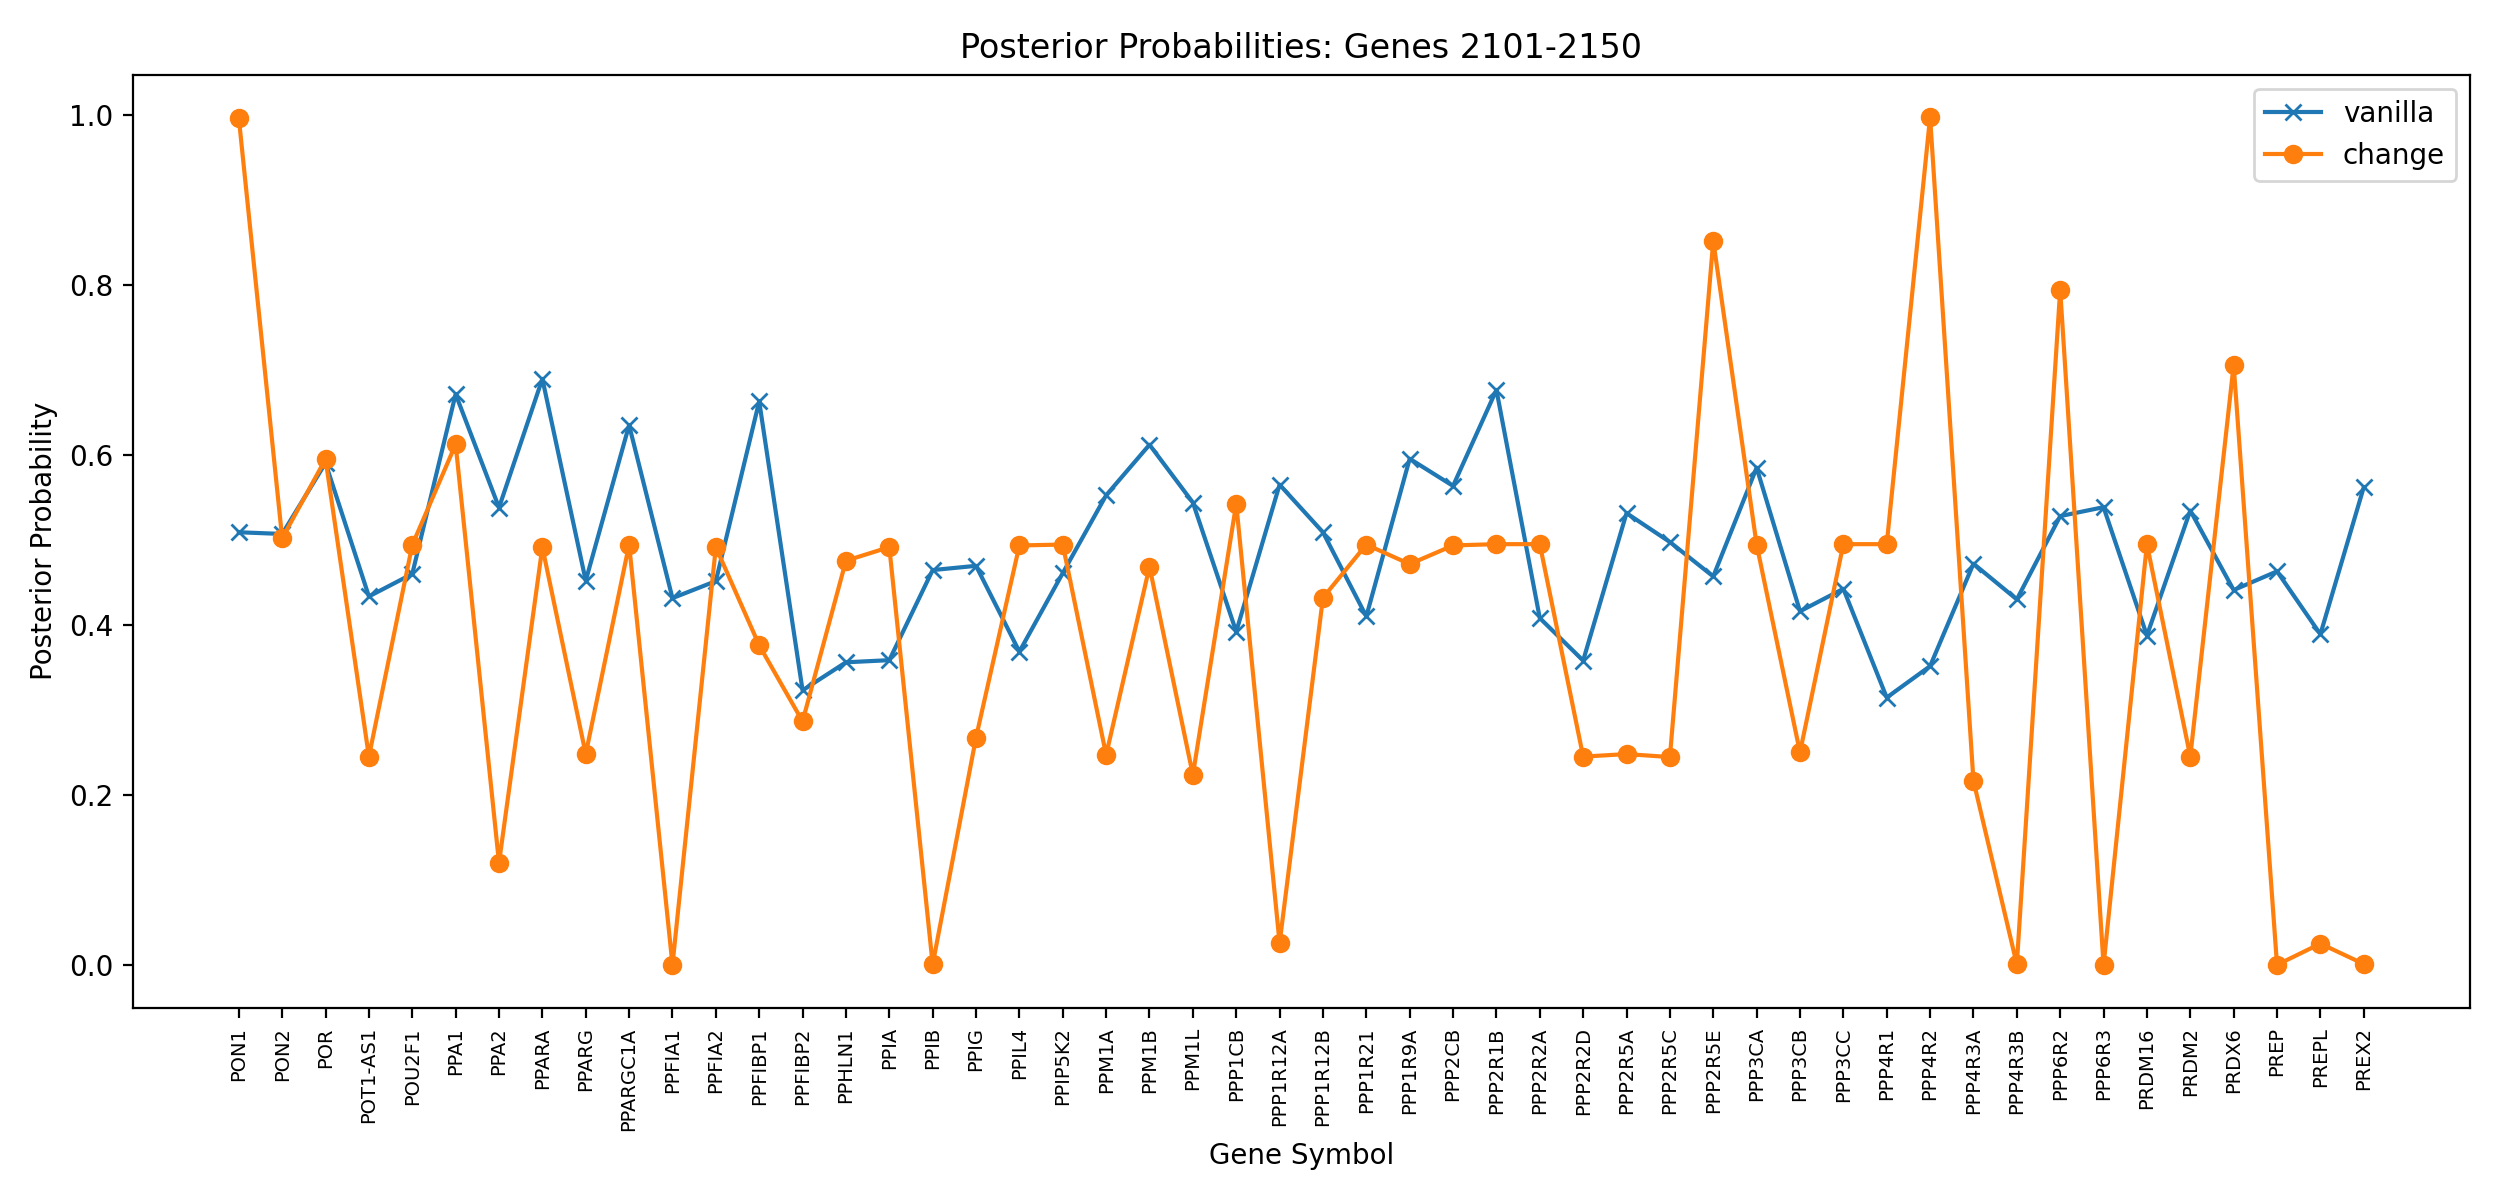 Posterior Probabilities: Genes 2101-2150
vanilla
change
Posterior Probability
1.0
0.8
0.6
0.4
0.2
0.0
PON1
PON2
POR
POT1-AS1
POU2F1
PPA1
PPA2
PPARA
PPARG
PPARGC1A
PPFIA1
PPFIA2
PPFIBP1
PPFIBP2
PPHLN1
PPIA
PPIB
PPIG
PPIL4
PPIP5K2
PPM1A
PPM1B
PPM1L
PPP1CB
PPP1R12A
PPP1R12B
PPP1R21
PPP1R9A
PPP2CB
PPP2R1B
PPP2R2A
PPP2R2D
PPP2R5A
PPP2R5C
PPP2R5E
PPP3CA
PPP3CB
PPP3CC
PPP4R1
PPP4R2
PPP4R3A
PPP4R3B
PPP6R2
PPP6R3
PRDM16
PRDM2
PRDX6
PREP
PREPL
PREX2
Gene Symbol